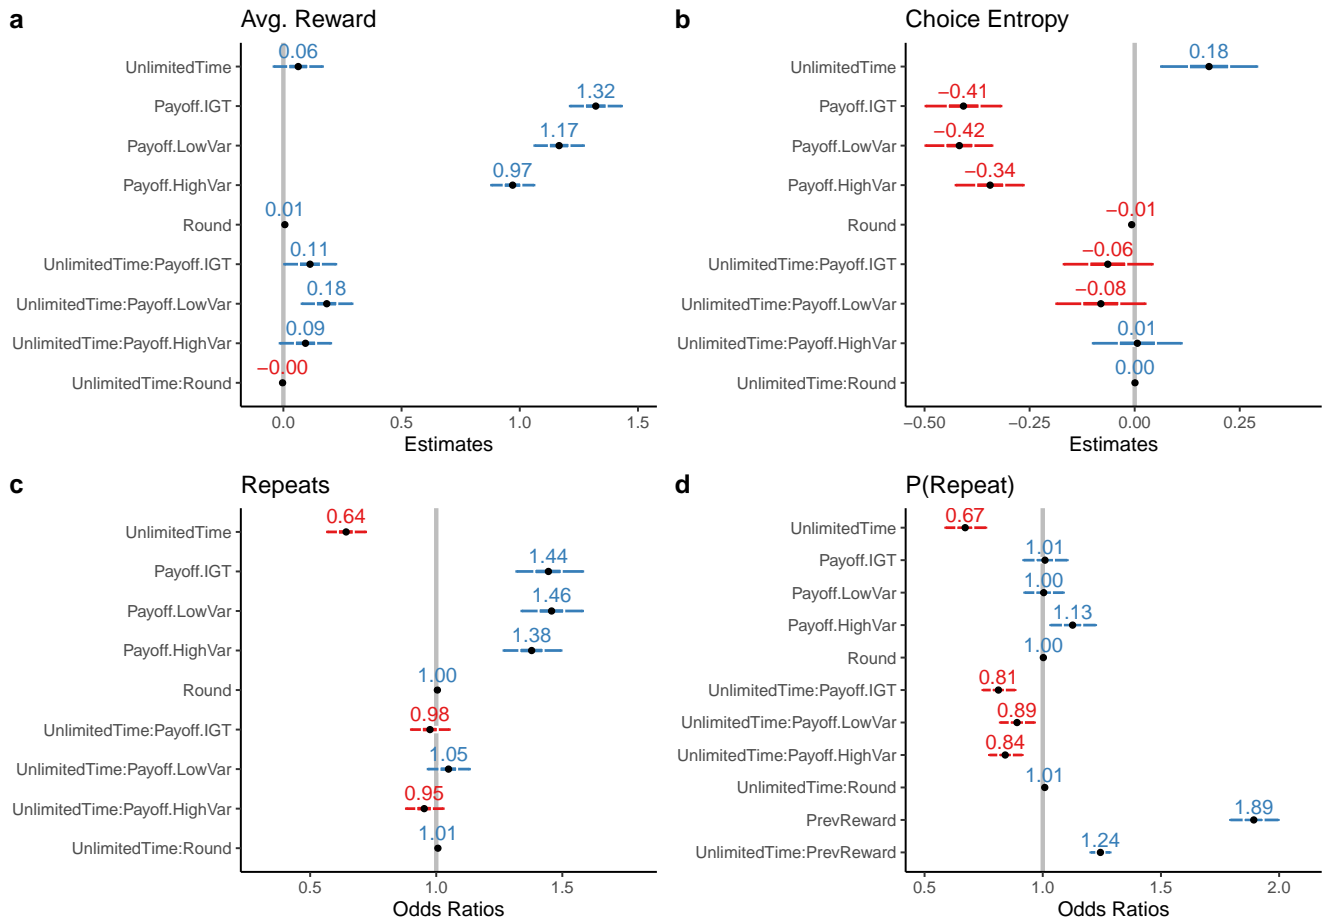 a
Avg. Reward
UnlimitedTime
Payoff.IGT
Payoff.LowVar
Payoff.HighVar
Round
UnlimitedTime:Payoff.IGT
UnlimitedTime:Payoff.LowVar
UnlimitedTime:Payoff.HighVar
UnlimitedTime:Round
0.06
1.32
1.17
0.97
0.01
0.11
0.18
0.09
−0.00
0.0 0.5 1.0 1.5
Estimates
b
Choice Entropy
UnlimitedTime
Payoff.IGT
Payoff.LowVar
Payoff.HighVar
Round
UnlimitedTime:Payoff.IGT
UnlimitedTime:Payoff.LowVar
UnlimitedTime:Payoff.HighVar
UnlimitedTime:Round
0.18
−0.41
−0.42
−0.34
−0.01
−0.06
−0.08
0.01
0.00
−0.50 −0.25 0.00 0.25
Estimates
c
Repeats
UnlimitedTime
Payoff.IGT
Payoff.LowVar
Payoff.HighVar
Round
UnlimitedTime:Payoff.IGT
UnlimitedTime:Payoff.LowVar
UnlimitedTime:Payoff.HighVar
UnlimitedTime:Round
0.64
1.44
1.46
1.38
1.00
0.98
1.05
0.95
1.01
0.5 1.0 1.5
Odds Ratios
d
P(Repeat)
UnlimitedTime
Payoff.IGT
Payoff.LowVar
Payoff.HighVar
Round
UnlimitedTime:Payoff.IGT
UnlimitedTime:Payoff.LowVar
UnlimitedTime:Payoff.HighVar
UnlimitedTime:Round
PrevReward
UnlimitedTime:PrevReward
0.67
1.01
1.00
1.13
1.00
0.81
0.89
0.84
1.01
1.89
1.24
0.5 1.0 1.5 2.0
Odds Ratios